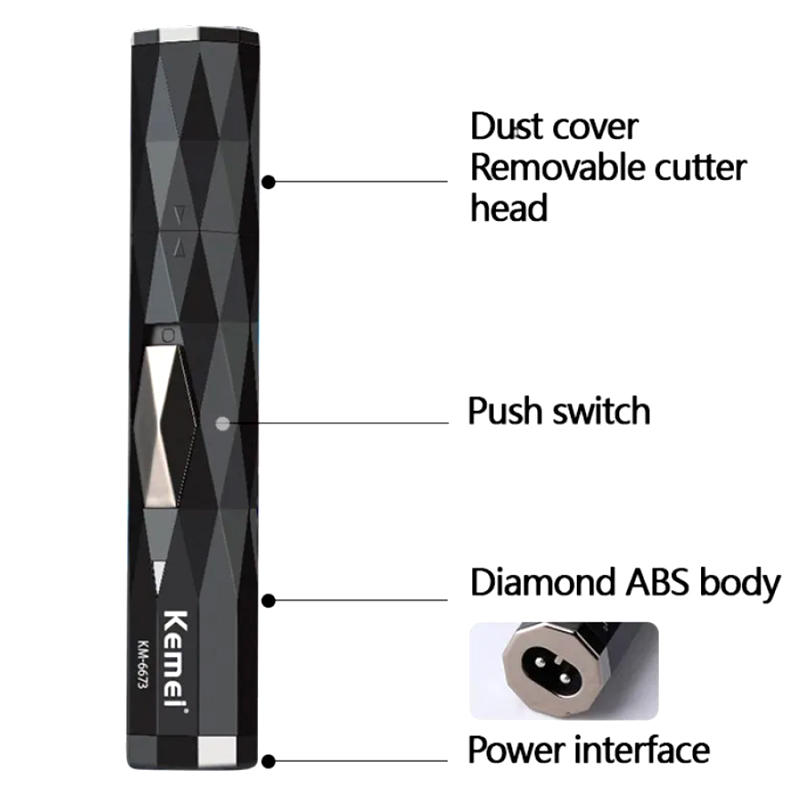 Dust cover
Removable cutter
head
Push switch
Diamond ABS body
Kemei
KM-6673
Power interface